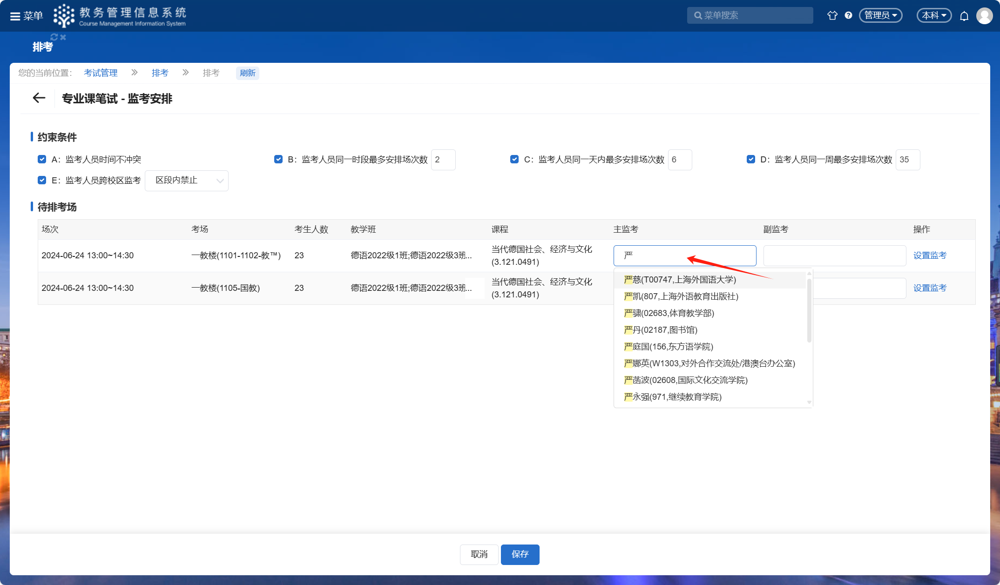 菜单
教务管理信息系统
Course Management Information System
菜单搜索
管理员
本科
排考
您的当前位置：
考试管理
排考
排考
刷新
专业课笔试 - 监考安排
约束条件
A：监考人员时间不冲突
B：监考人员同一时段最多安排场次数 2
C：监考人员同一天内最多安排场次数 6
D：监考人员同一周最多安排场次数 35
E：监考人员跨校区监考 区段内禁止
待排考场
场次 考场 考生人数 教学班 课程 主监考 副监考 操作
2024-06-24 13:00~14:30 一教楼(1101-1102-教™) 23 德语2022级1班;德语2022级3班... 当代德国社会、经济与文化
(3.121.0491)
严
设置监考
2024-06-24 13:00~14:30 一教楼(1105-国教) 23 德语2022级1班;德语2022级3班... 当代德国社会、经济与文化
(3.121.0491)
设置监考
严慈(T00747,上海外国语大学)
严凯(807,上海外语教育出版社)
严骕(02683,体育教学部)
严丹(02187,图书馆)
严庭国(156,东方语学院)
严娜英(W1303,对外合作交流处/港澳台办公室)
严菡波(02608,国际文化交流学院)
严永强(971,继续教育学院)
取消
保存